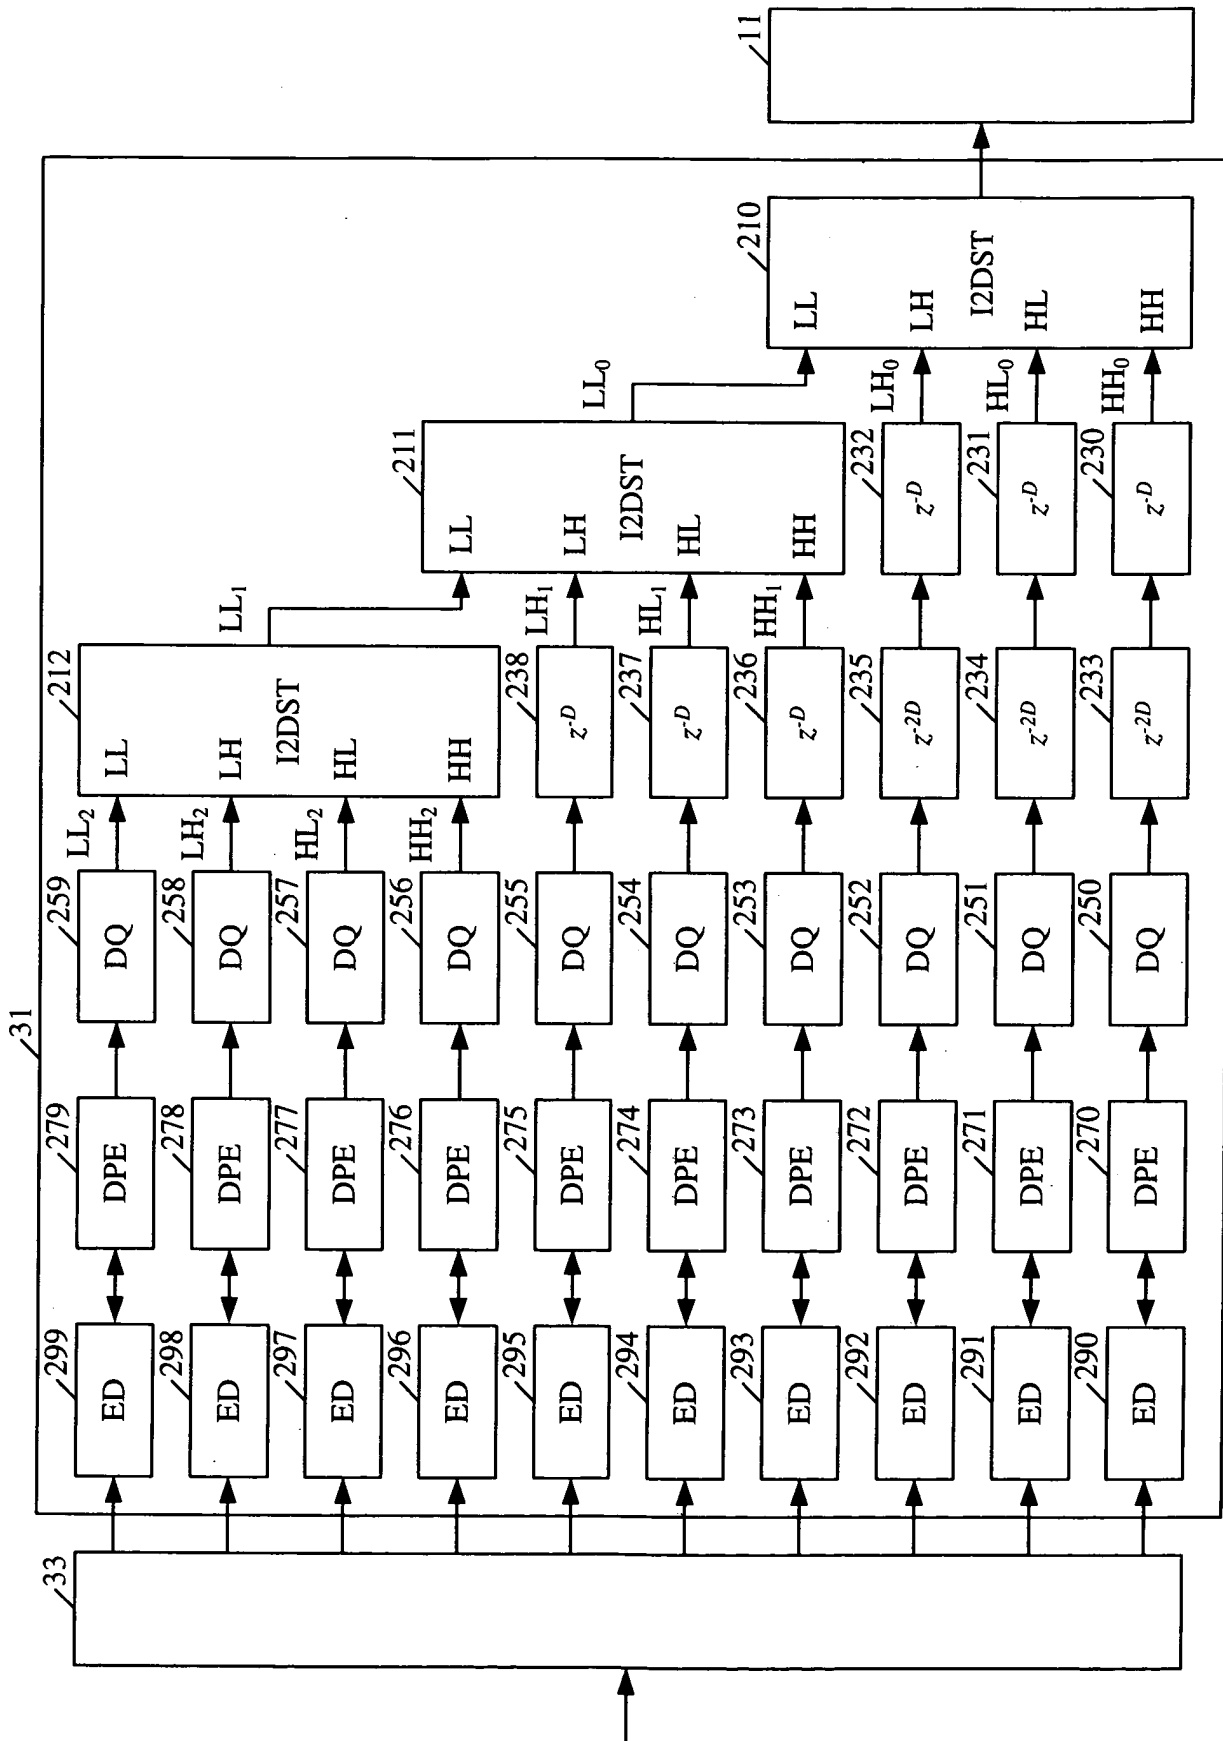 33
31
299
ED
279
DPE
259
DQ
LL₂
298
ED
278
DPE
258
DQ
LH₂
297
ED
277
DPE
257
DQ
HL₂
296
ED
276
DPE
256
DQ
HH₂
212
LL
LH
I2DST
HL
HH
LL₁
295
ED
275
DPE
255
DQ
238
z⁻ᴰ
LH₁
294
ED
274
DPE
254
DQ
237
z⁻ᴰ
HL₁
293
ED
273
DPE
253
DQ
236
z⁻ᴰ
HH₁
211
LL
LH
I2DST
HL
HH
LL₀
292
ED
272
DPE
252
DQ
235
z⁻²ᴰ
232
z⁻ᴰ
LH₀
291
ED
271
DPE
251
DQ
234
z⁻²ᴰ
231
z⁻ᴰ
HL₀
290
ED
270
DPE
250
DQ
233
z⁻²ᴰ
230
z⁻ᴰ
HH₀
210
LL
LH
I2DST
HL
HH
11